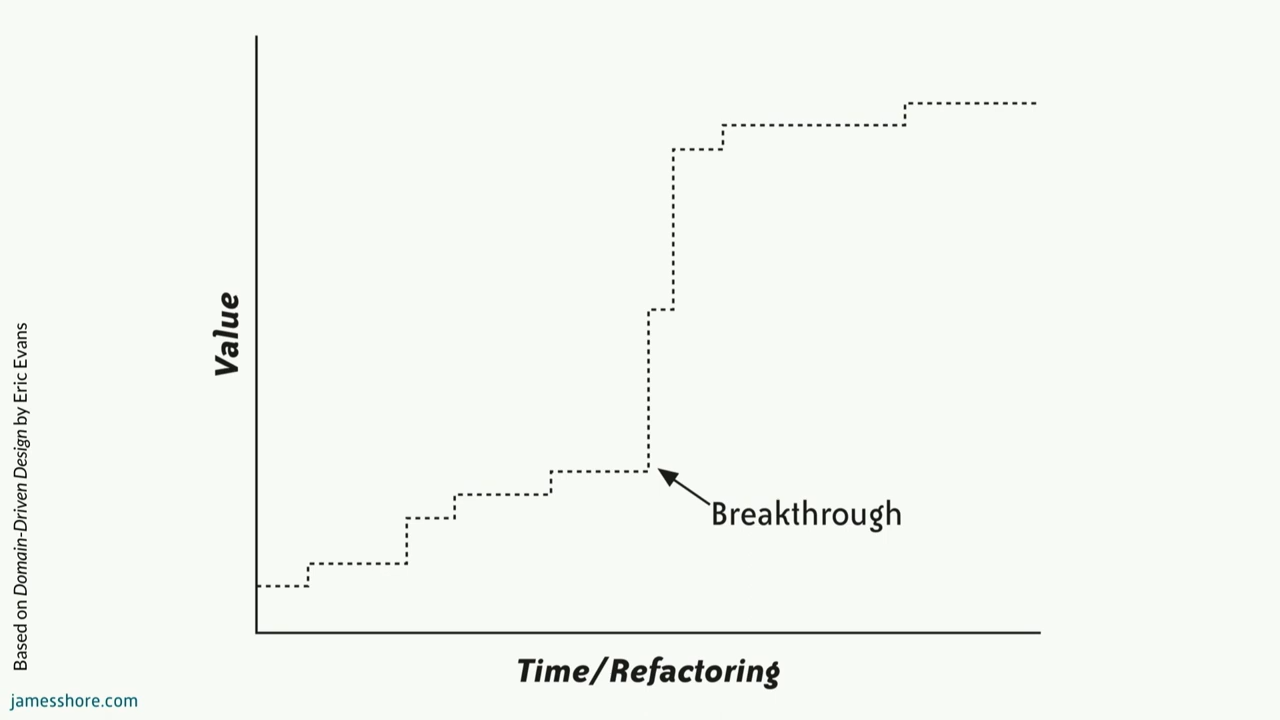 Value
Breakthrough
Time/Refactoring
Based on Domain-Driven Design by Eric Evans
jamesshore.com